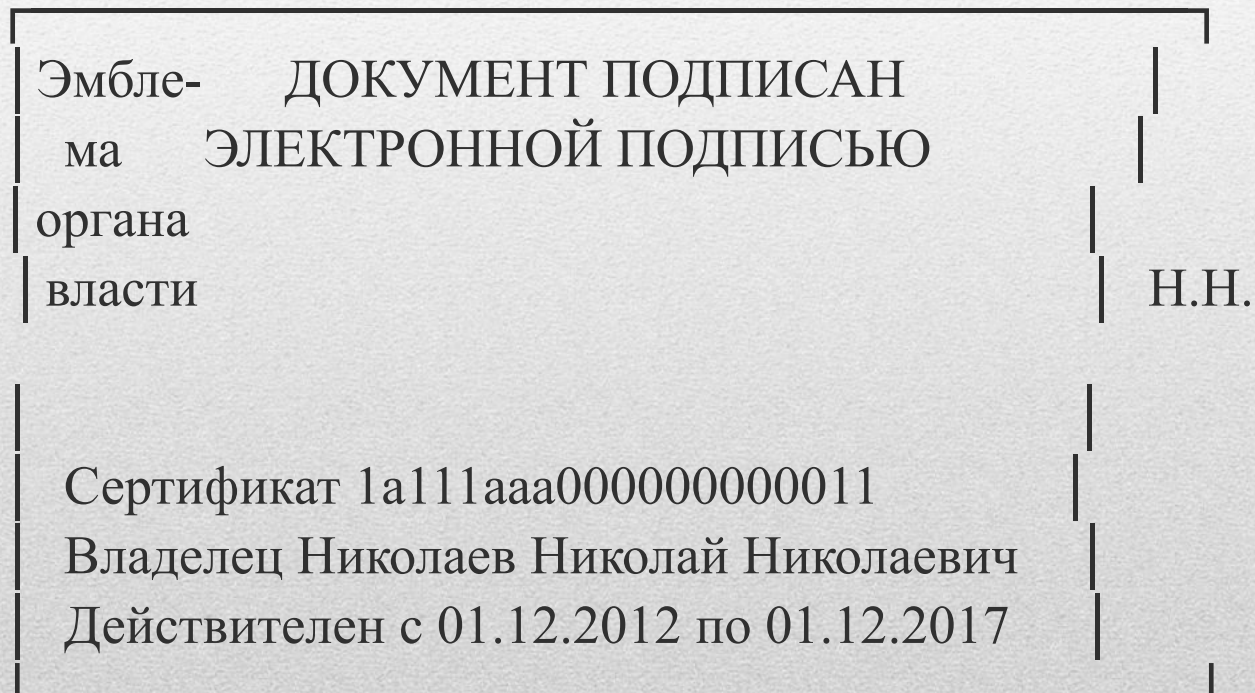 Эмбле- ДОКУМЕНТ ПОДПИСАН
ма ЭЛЕКТРОННОЙ ПОДПИСЬЮ
органа
власти Н.Н.
Сертификат 1а111ааа0000000000011
Владелец Николаев Николай Николаевич
Действителен с 01.12.2012 по 01.12.2017